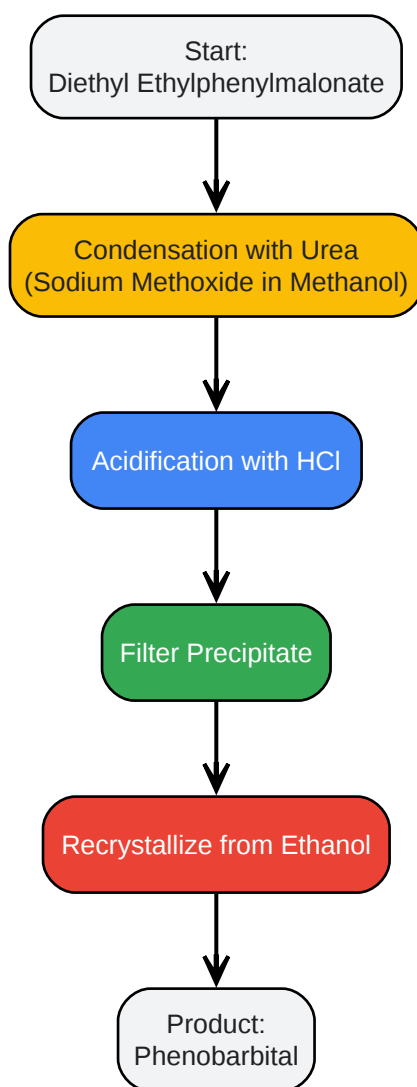 Start:
Diethyl Ethylphenylmalonate
Condensation with Urea
(Sodium Methoxide in Methanol)
Acidification with HCl
Filter Precipitate
Recrystallize from Ethanol
Product:
Phenobarbital